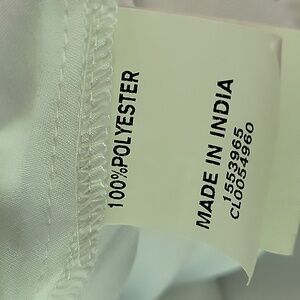 100%POLYESTER
MADE IN INDIA
1553965
CL0054960